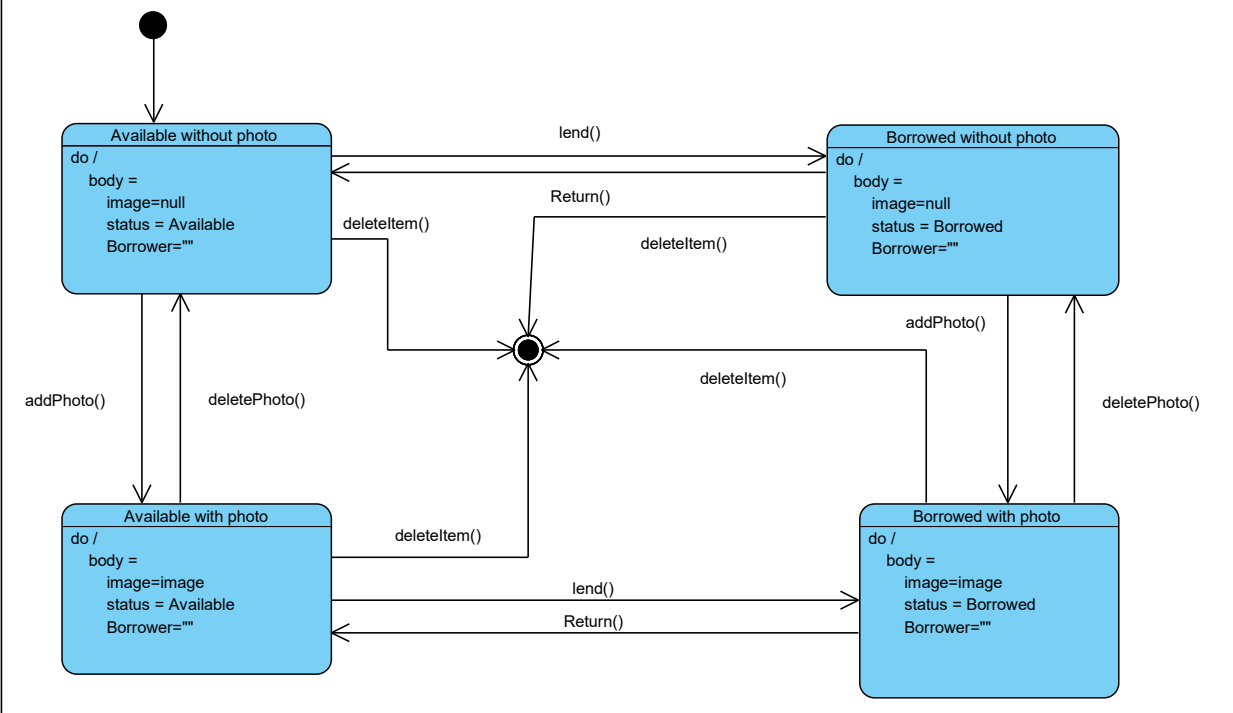 Available without photo
do /
body =
image=null
status = Available
Borrower=""
lend()
Return()
Borrowed without photo
do /
body =
image=null
status = Borrowed
Borrower=""
deleteItem()
deleteItem()
addPhoto()
deleteItem()
addPhoto()
deletePhoto()
deletePhoto()
Available with photo
do /
body =
image=image
status = Available
Borrower=""
deleteItem()
lend()
Return()
Borrowed with photo
do /
body =
image=image
status = Borrowed
Borrower=""